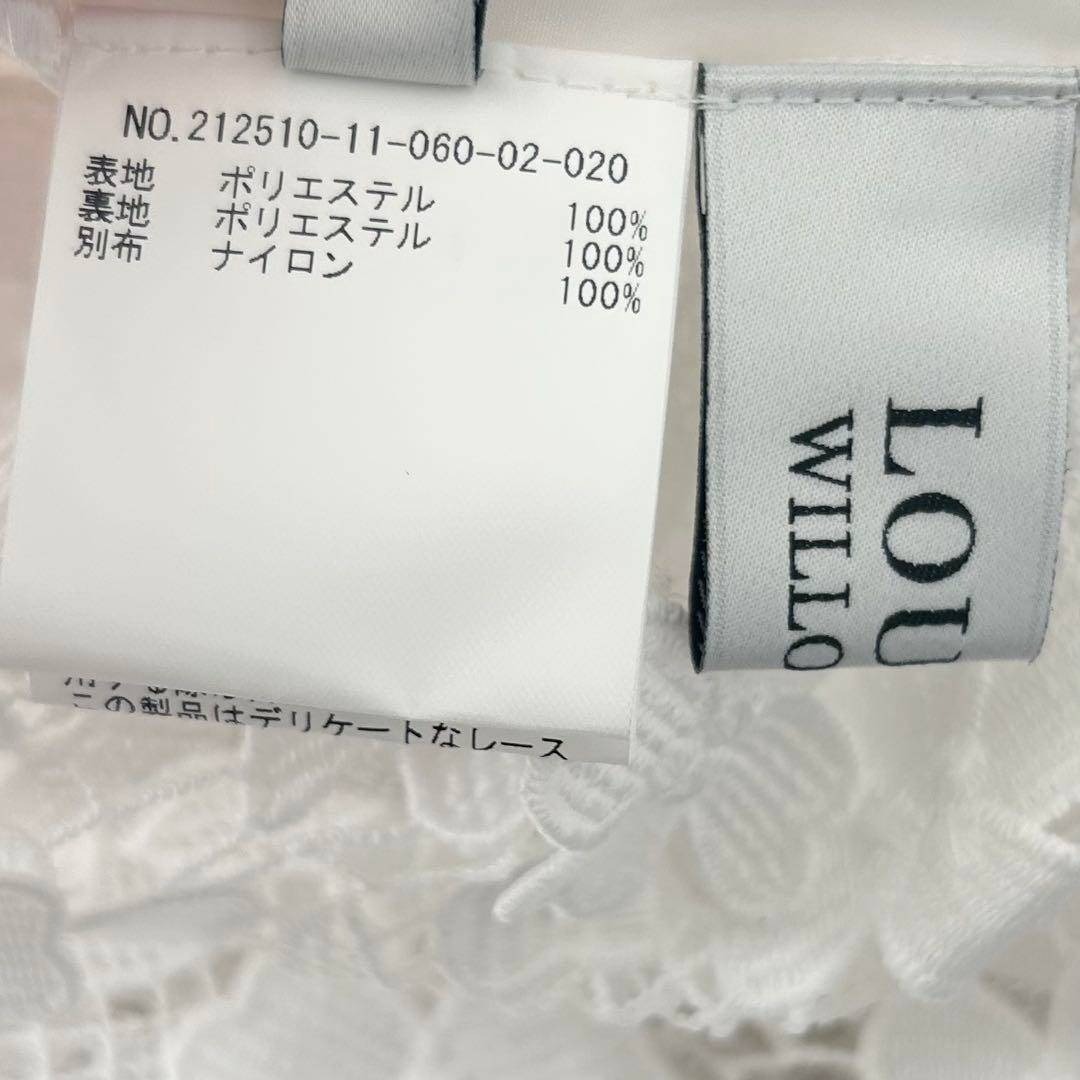 NO.212510-11-060-02-020
表地 ポリエステル 100%
裏地 ポリエステル 100%
別布 ナイロン 100%
この製品はデリケートなレース
LOU
WILLO